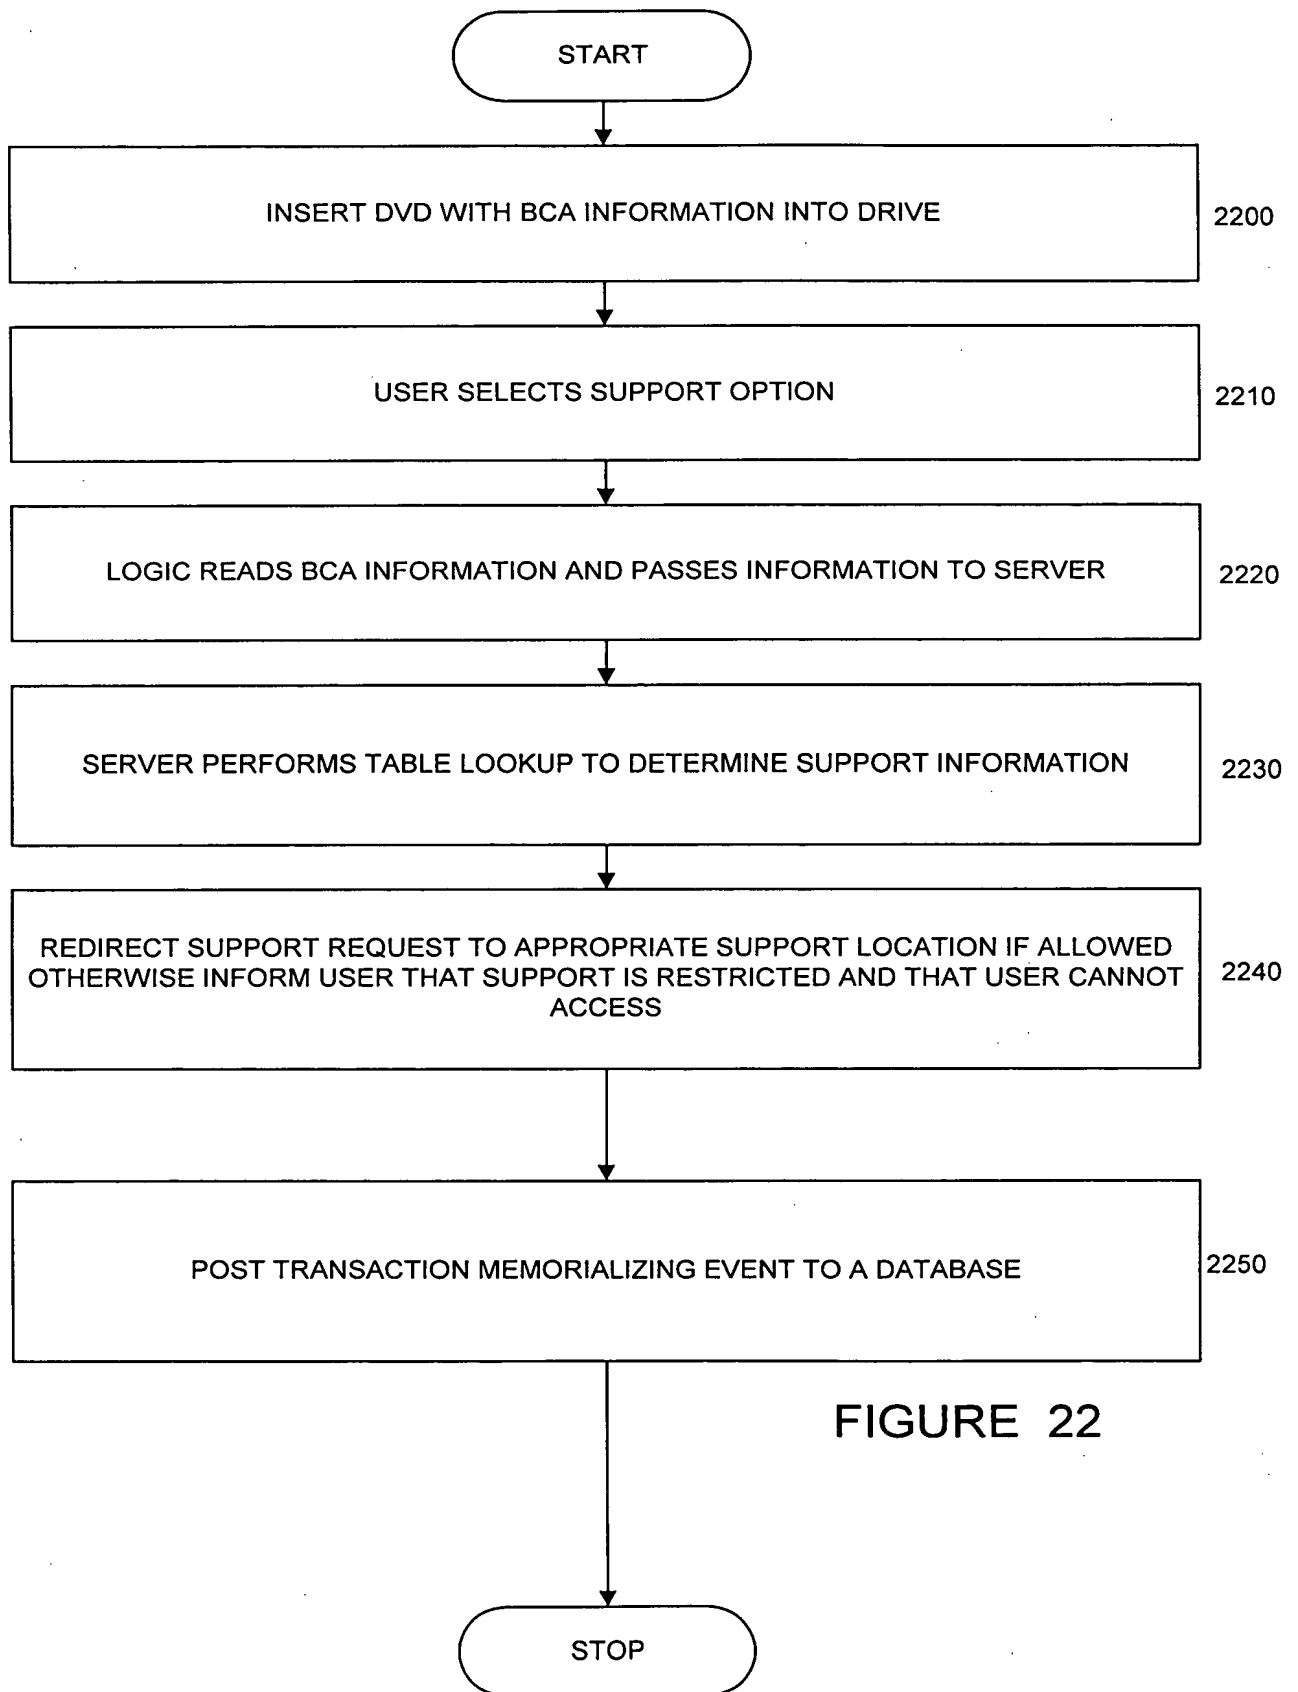 START
INSERT DVD WITH BCA INFORMATION INTO DRIVE
2200
USER SELECTS SUPPORT OPTION
2210
LOGIC READS BCA INFORMATION AND PASSES INFORMATION TO SERVER
2220
SERVER PERFORMS TABLE LOOKUP TO DETERMINE SUPPORT INFORMATION
2230
REDIRECT SUPPORT REQUEST TO APPROPRIATE SUPPORT LOCATION IF ALLOWED
OTHERWISE INFORM USER THAT SUPPORT IS RESTRICTED AND THAT USER CANNOT
ACCESS
2240
POST TRANSACTION MEMORIALIZING EVENT TO A DATABASE
2250
FIGURE 22
STOP